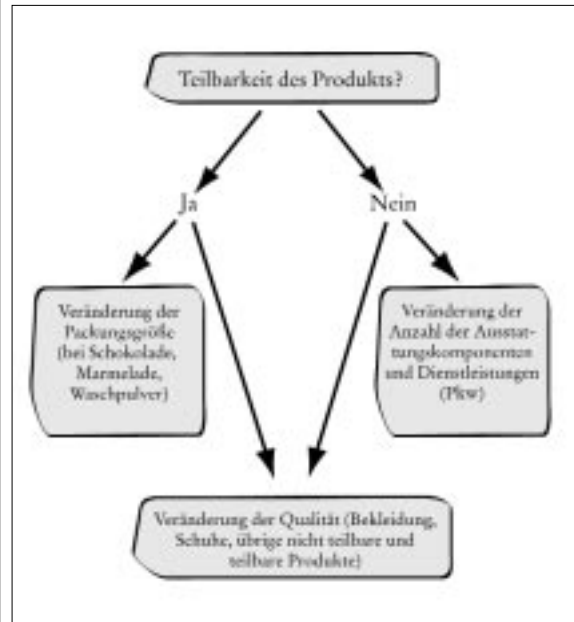 Teilbarkeit des Produkts?
Ja
Nein
Veränderung der
Packungsgröße
(bei Schokolade,
Marmelade,
Waschpulver)
Veränderung der
Anzahl der Ausstat-
tungskomponenten
und Dienstleistungen
(Pkw)
Veränderung der Qualität (Bekleidung,
Schuhe, übrige nicht teilbare und
teilbare Produkte)